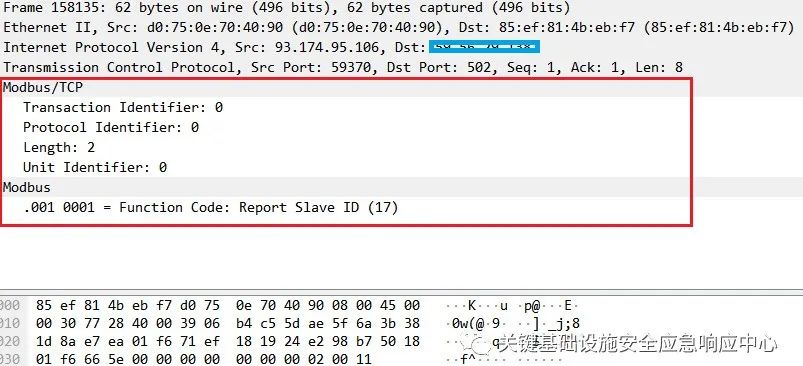 Frame 158135: 62 bytes on wire (496 bits), 62 bytes captured (496 bits)
Ethernet II, Src: d0:75:0e:70:40:90 (d0:75:0e:70:40:90), Dst: 85:ef:81:4b:eb:f7 (85:ef:81:4b:eb:f7)
Internet Protocol Version 4, Src: 93.174.95.106, Dst:
Transmission Control Protocol, Src Port: 59370, Dst Port: 502, Seq: 1, Ack: 1, Len: 8
Modbus/TCP
Transaction Identifier: 0
Protocol Identifier: 0
Length: 2
Unit Identifier: 0
Modbus
.001 0001 = Function Code: Report Slave ID (17)
000 85 ef 81 4b eb f7 d0 75 0e 70 40 90 08 00 45 00 ···K···u ·p@···E·
010 00 30 77 28 40 00 39 06 b4 c5 5d ae 5f 6a 3b 38 ·0w(@·9· ··]·_j;8
020 1d 8a e7 ea 01 f6 71 ef 18 19 24 e2 98 b7 50 18
030 01 f6 66 5e 00 00 00 00 00 00 00 02 00 11 ··f^···· ······
关键基础设施安全应急响应中心